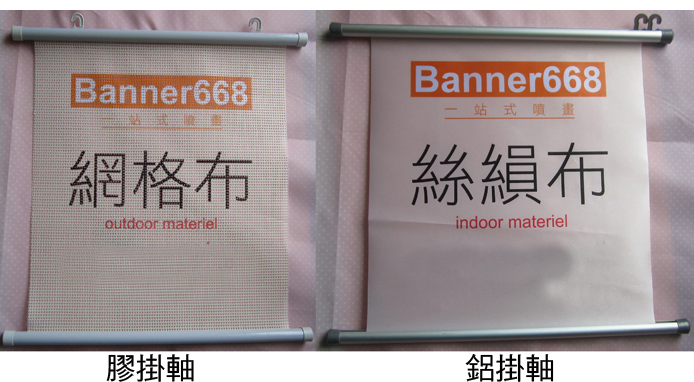 Banner668
一站式噴畫
網格布
outdoor materiel
膠掛軸
Banner668
一站式噴畫
絲絹布
indoor materiel
鋁掛軸